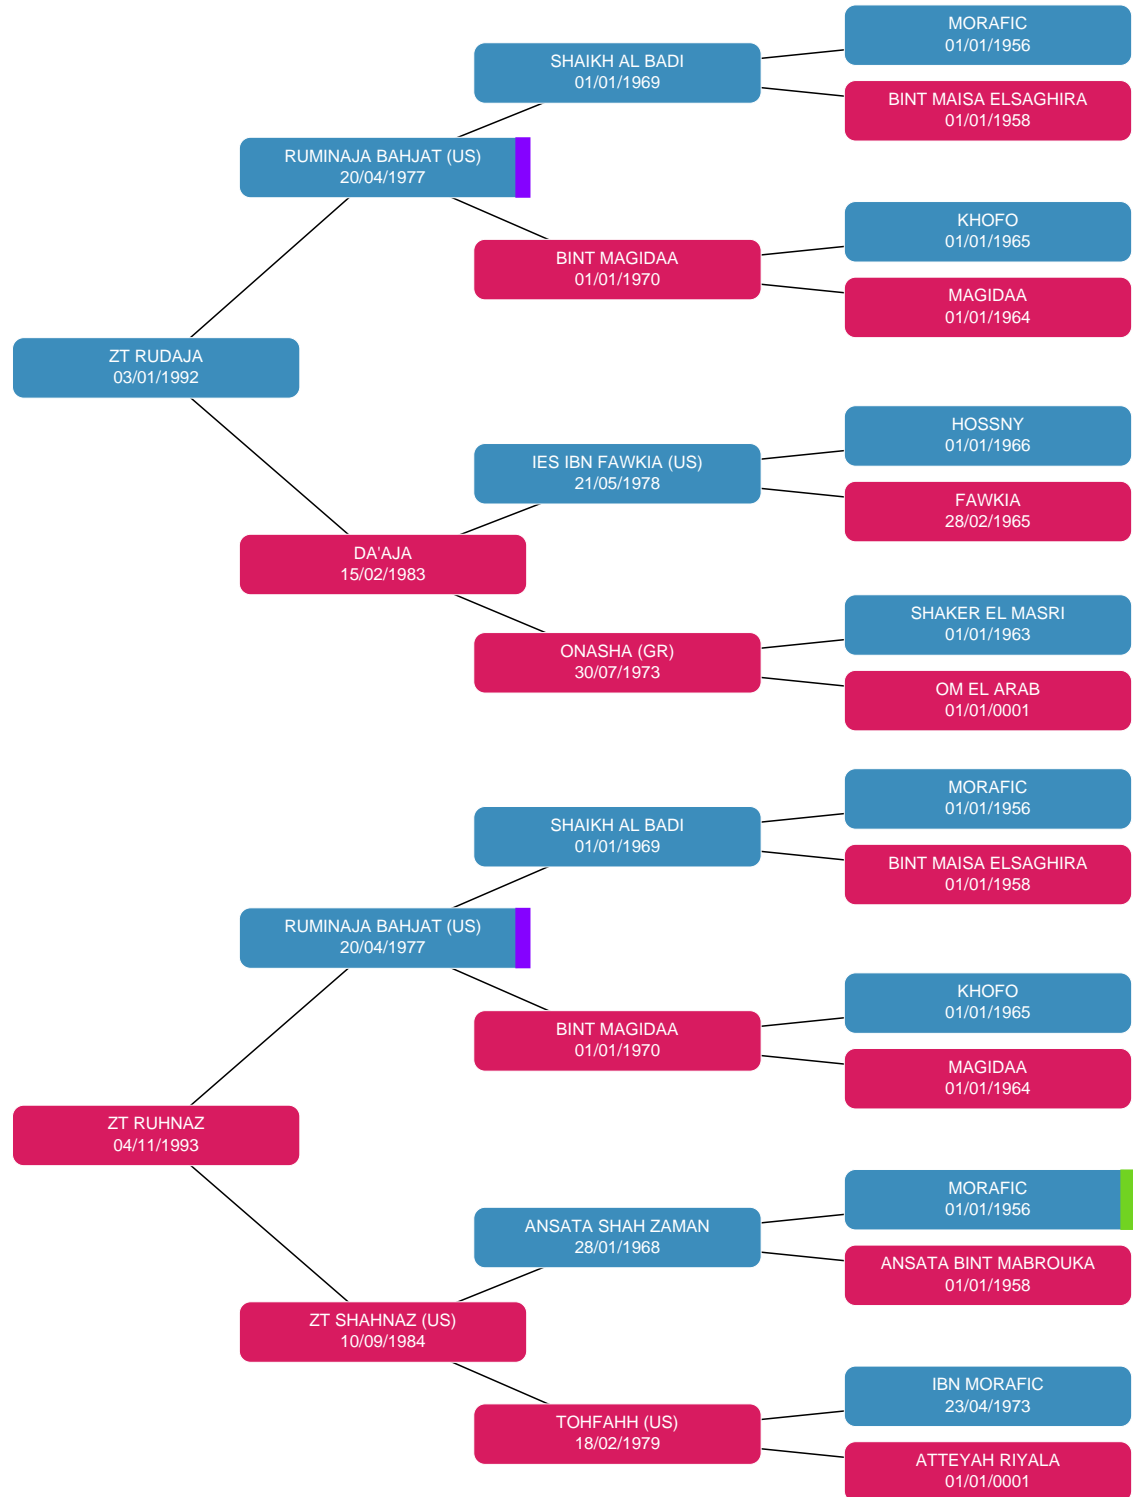 MORAFIC
01/01/1956
SHAIKH AL BADI
01/01/1969
BINT MAISA ELSAGHIRA
01/01/1958
RUMINAJA BAHJAT (US)
20/04/1977
KHOFO
01/01/1965
BINT MAGIDAA
01/01/1970
MAGIDAA
01/01/1964
ZT RUDAJA
03/01/1992
HOSSNY
01/01/1966
IES IBN FAWKIA (US)
21/05/1978
FAWKIA
28/02/1965
DA'AJA
15/02/1983
SHAKER EL MASRI
01/01/1963
ONASHA (GR)
30/07/1973
OM EL ARAB
01/01/0001
MORAFIC
01/01/1956
SHAIKH AL BADI
01/01/1969
BINT MAISA ELSAGHIRA
01/01/1958
RUMINAJA BAHJAT (US)
20/04/1977
KHOFO
01/01/1965
BINT MAGIDAA
01/01/1970
MAGIDAA
01/01/1964
ZT RUHNAZ
04/11/1993
MORAFIC
01/01/1956
ANSATA SHAH ZAMAN
28/01/1968
ANSATA BINT MABROUKA
01/01/1958
ZT SHAHNAZ (US)
10/09/1984
IBN MORAFIC
23/04/1973
TOHFAHH (US)
18/02/1979
ATTEYAH RIYALA
01/01/0001